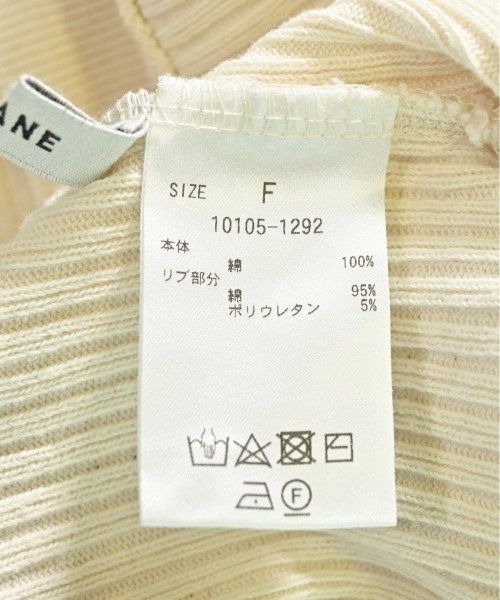 ANE
SIZE F
10105-1292
本体
綿 100%
リブ部分
綿 95%
ポリウレタン 5%
F